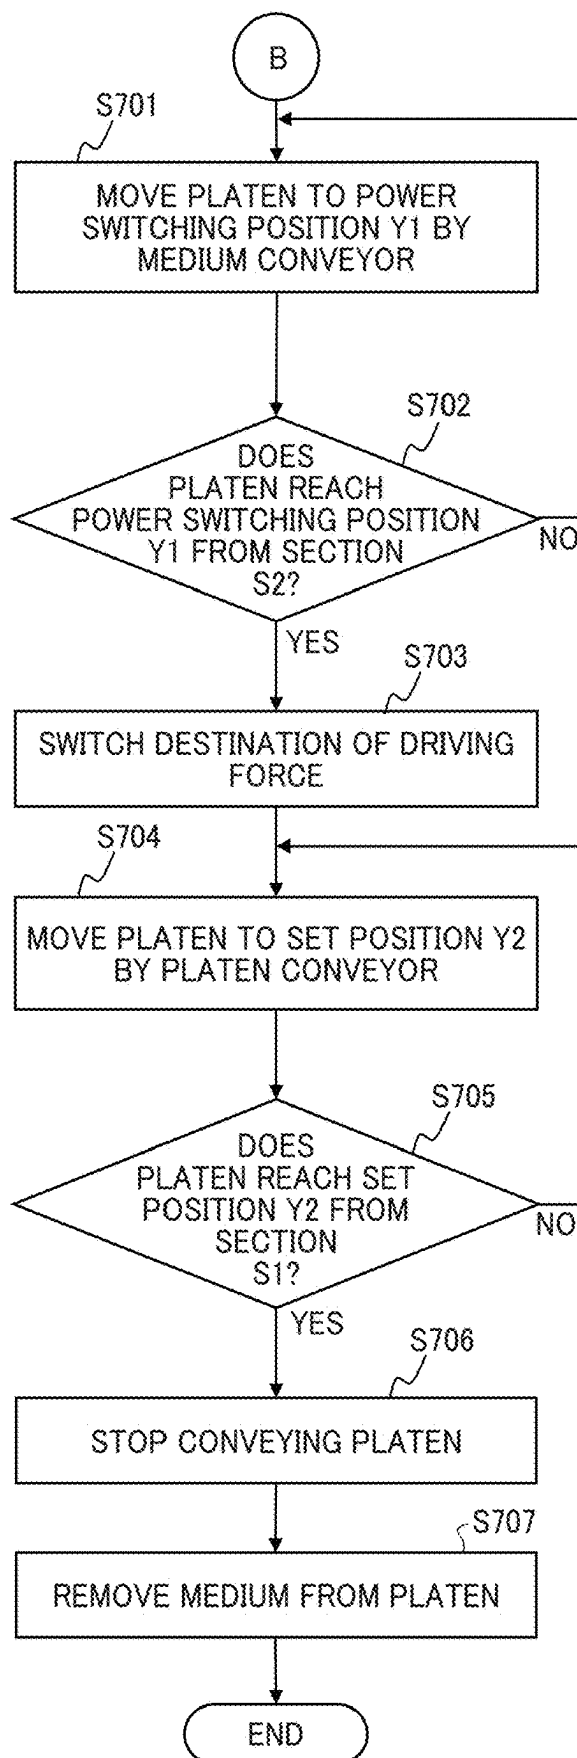 B
S701
MOVE PLATEN TO POWER
SWITCHING POSITION Y1 BY
MEDIUM CONVEYOR
S702
DOES
PLATEN REACH
POWER SWITCHING POSITION
Y1 FROM SECTION
S2?
NO
YES
S703
SWITCH DESTINATION OF DRIVING
FORCE
S704
MOVE PLATEN TO SET POSITION Y2
BY PLATEN CONVEYOR
S705
DOES
PLATEN REACH SET
POSITION Y2 FROM
SECTION
S1?
NO
YES
S706
STOP CONVEYING PLATEN
S707
REMOVE MEDIUM FROM PLATEN
END